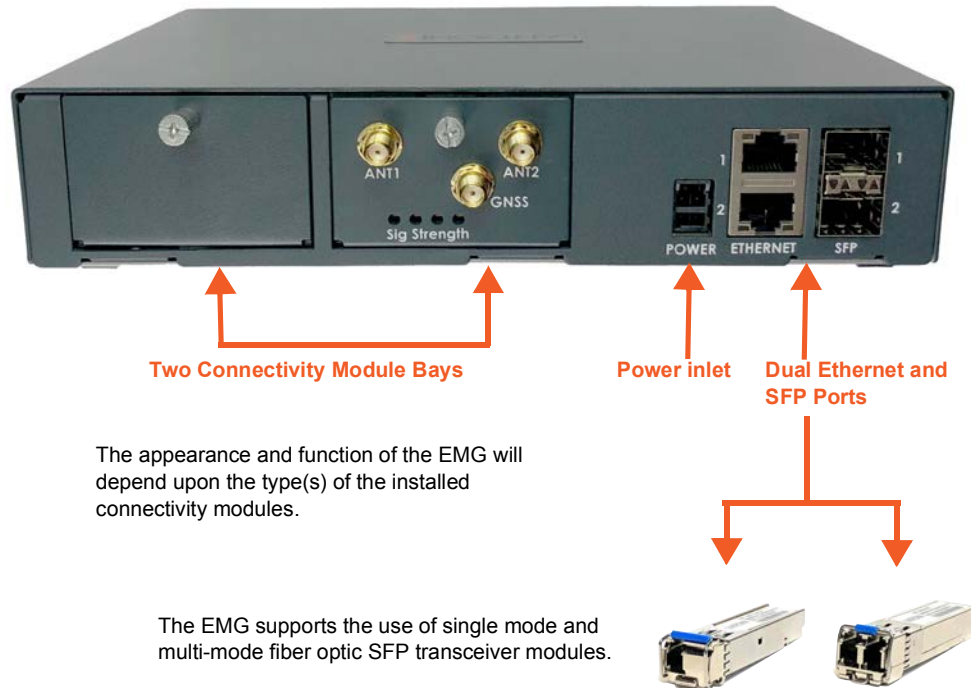 ANT1
ANT2
GNSS
Sig Strength
1
2
1
2
POWER
ETHERNET
SFP
Two Connectivity Module Bays
Power inlet
Dual Ethernet and
SFP Ports
The appearance and function of the EMG will
depend upon the type(s) of the installed
connectivity modules.
The EMG supports the use of single mode and
multi-mode fiber optic SFP transceiver modules.